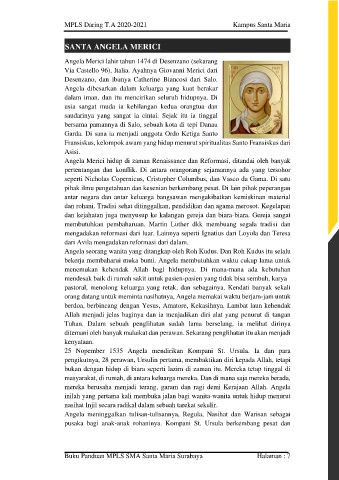 MPLS Daring T.A 2020-2021 Kampus Santa Maria
SANTA ANGELA MERICI
Angela Merici lahir tahun 1474 di Desenzano (sekarang
Via Castello 96), Italia. Ayahnya Giovanni Merici dari
Desenzano, dan ibunya Catherine Biancosi dari Salo.
Angela dibesarkan dalam keluarga yang kuat berakar
dalam iman, dan itu mencirikan seluruh hidupnya. Di
usia sangat muda ia kehilangan kedua orangtua dan
saudarinya yang sangat ia cintai. Sejak itu ia tinggal
bersama pamannya di Salo, sebuah kota di tepi Danau
Garda. Di sana ia menjadi anggota Ordo Ketiga Santo
Fransiskus, kelompok awam yang hidup menurut spiritualitas Santo Fransiskus dari
Asisi.
Angela Merici hidup di zaman Renaissance dan Reformasi, ditandai oleh banyak
pertentangan dan konflik. Di antara orangorang sejamannya ada yang tersohor
seperti Nicholas Copernicus, Cristopher Columbus, dan Vasco da Gama. Di satu
pihak ilmu pengetahuan dan kesenian berkembang pesat. Di lain pihak peperangan
antar negara dan antar keluarga bangsawan mengakibatkan kemiskinan material
dan rohani. Tradisi sehat ditinggalkan, pendidikan dan agama merosot. Kegelapan
dan kejahatan juga menyusup ke kalangan gereja dan biara-biara. Gereja sangat
membutuhkan pembaharuan. Martin Luther dkk membuang segala tradisi dan
mengadakan reformasi dari luar. Lainnya seperti Ignatius dari Loyola dan Teresa
dari Avila mengadakan reformasi dari dalam.
Angela seorang wanita yang ditangkap oleh Roh Kudus. Dan Roh Kudus itu selalu
bekerja membaharui muka bumi. Angela membutuhkan waktu cukup lama untuk
menemukan kehendak Allah bagi hidupnya. Di mana-mana ada kebutuhan
mendesak baik di rumah sakit untuk pasien-pasien yang tidak bisa sembuh, karya
pastoral, menolong keluarga yang retak, dan sebagainya. Kendati banyak sekali
orang datang untuk meminta nasihatnya, Angela memakai waktu berjam-jam untuk
berdoa, berbincang dengan Yesus, Amatore, Kekasihnya. Lambat laun kehendak
Allah menjadi jelas baginya dan ia menjadikan diri alat yang penurut di tangan
Tuhan. Dalam sebuah penglihatan sudah lama berselang, ia melihat dirinya
ditemani oleh banyak malaikat dan perawan. Sekarang penglihatan itu akan menjadi
kenyataan.
25 Nopember 1535 Angela mendirikan Kompani St. Ursula. Ia dan para
pengikutnya, 28 perawan, Ursulin pertama, membaktikan diri kepada Allah, tetapi
bukan dengan hidup di biara seperti lazim di zaman itu. Mereka tetap tinggal di
masyarakat, di rumah, di antara keluarga mereka. Dan di mana saja mereka berada,
mereka berusaha menjadi terang, garam dan ragi demi Kerajaan Allah. Angela
inilah yang pertama kali membuka jalan bagi wanita-wanita untuk hidup menurut
nasihat Injil secara radikal dalam sebuah tarekat sekulir.
Angela meninggalkan tulisan-tulisannya, Regula, Nasihat dan Warisan sebagai
pusaka bagi anak-anak rohaninya. Kompani St. Ursula berkembang pesat dan
Buku Panduan MPLS SMA Santa Maria Surabaya Halaman : 7